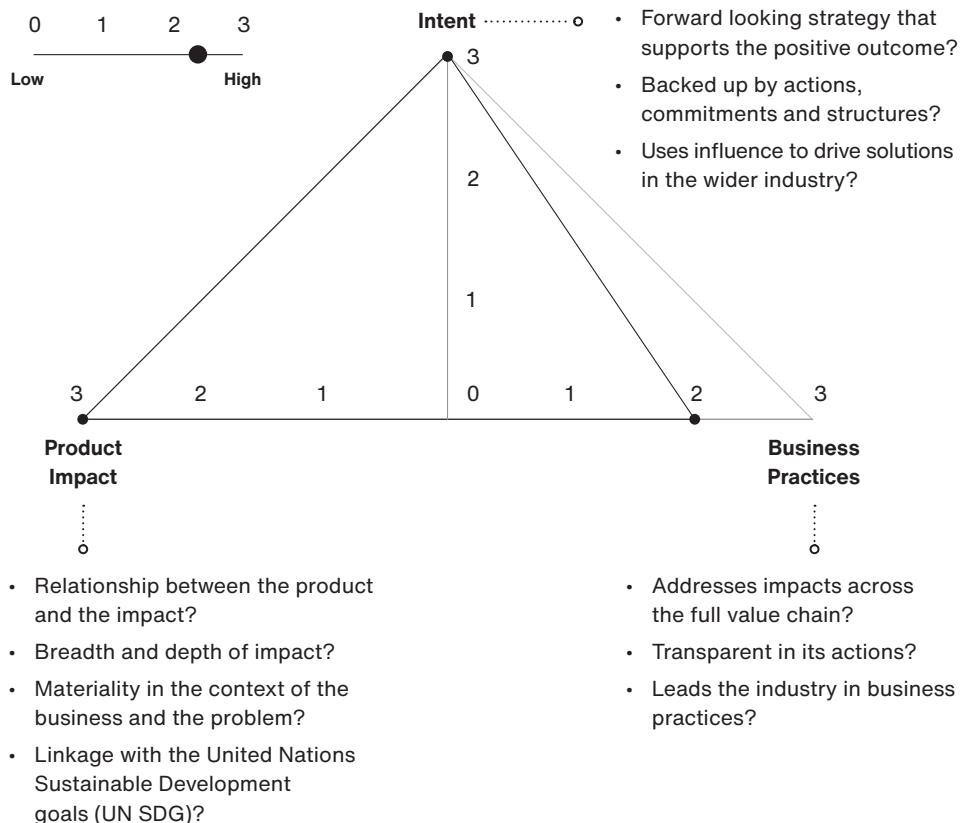 0 1 2 3
Low High
Intent
• Forward looking strategy that
supports the positive outcome?
• Backed up by actions,
commitments and structures?
• Uses influence to drive solutions
in the wider industry?
3
2
1
3 2 1 0 1 2 3
Product
Impact
Business
Practices
• Relationship between the product
and the impact?
• Breadth and depth of impact?
• Materiality in the context of the
business and the problem?
• Linkage with the United Nations
Sustainable Development
goals (UN SDG)?
• Addresses impacts across
the full value chain?
• Transparent in its actions?
• Leads the industry in business
practices?